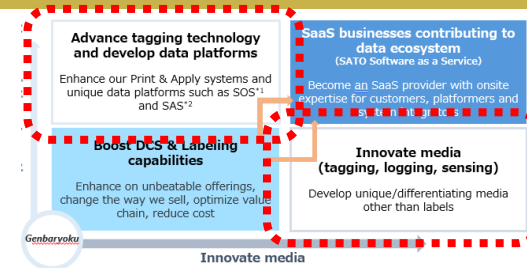 Advance tagging technology
and develop data platforms
Enhance our Print & Apply systems and
unique data platforms such as SOS*1
and SAS*2
SaaS businesses contributing to
data ecosystem
(SATO Software as a Service)
Become an SaaS provider with onsite
expertise for customers, platformers and
system integrators
Boost DCS & Labeling
capabilities
Enhance on unbeatable offerings,
change the way we sell, optimize value
chain, reduce cost
Innovate media
(tagging, logging, sensing)
Develop unique/differentiating media
other than labels
Genbaryoku
Innovate media